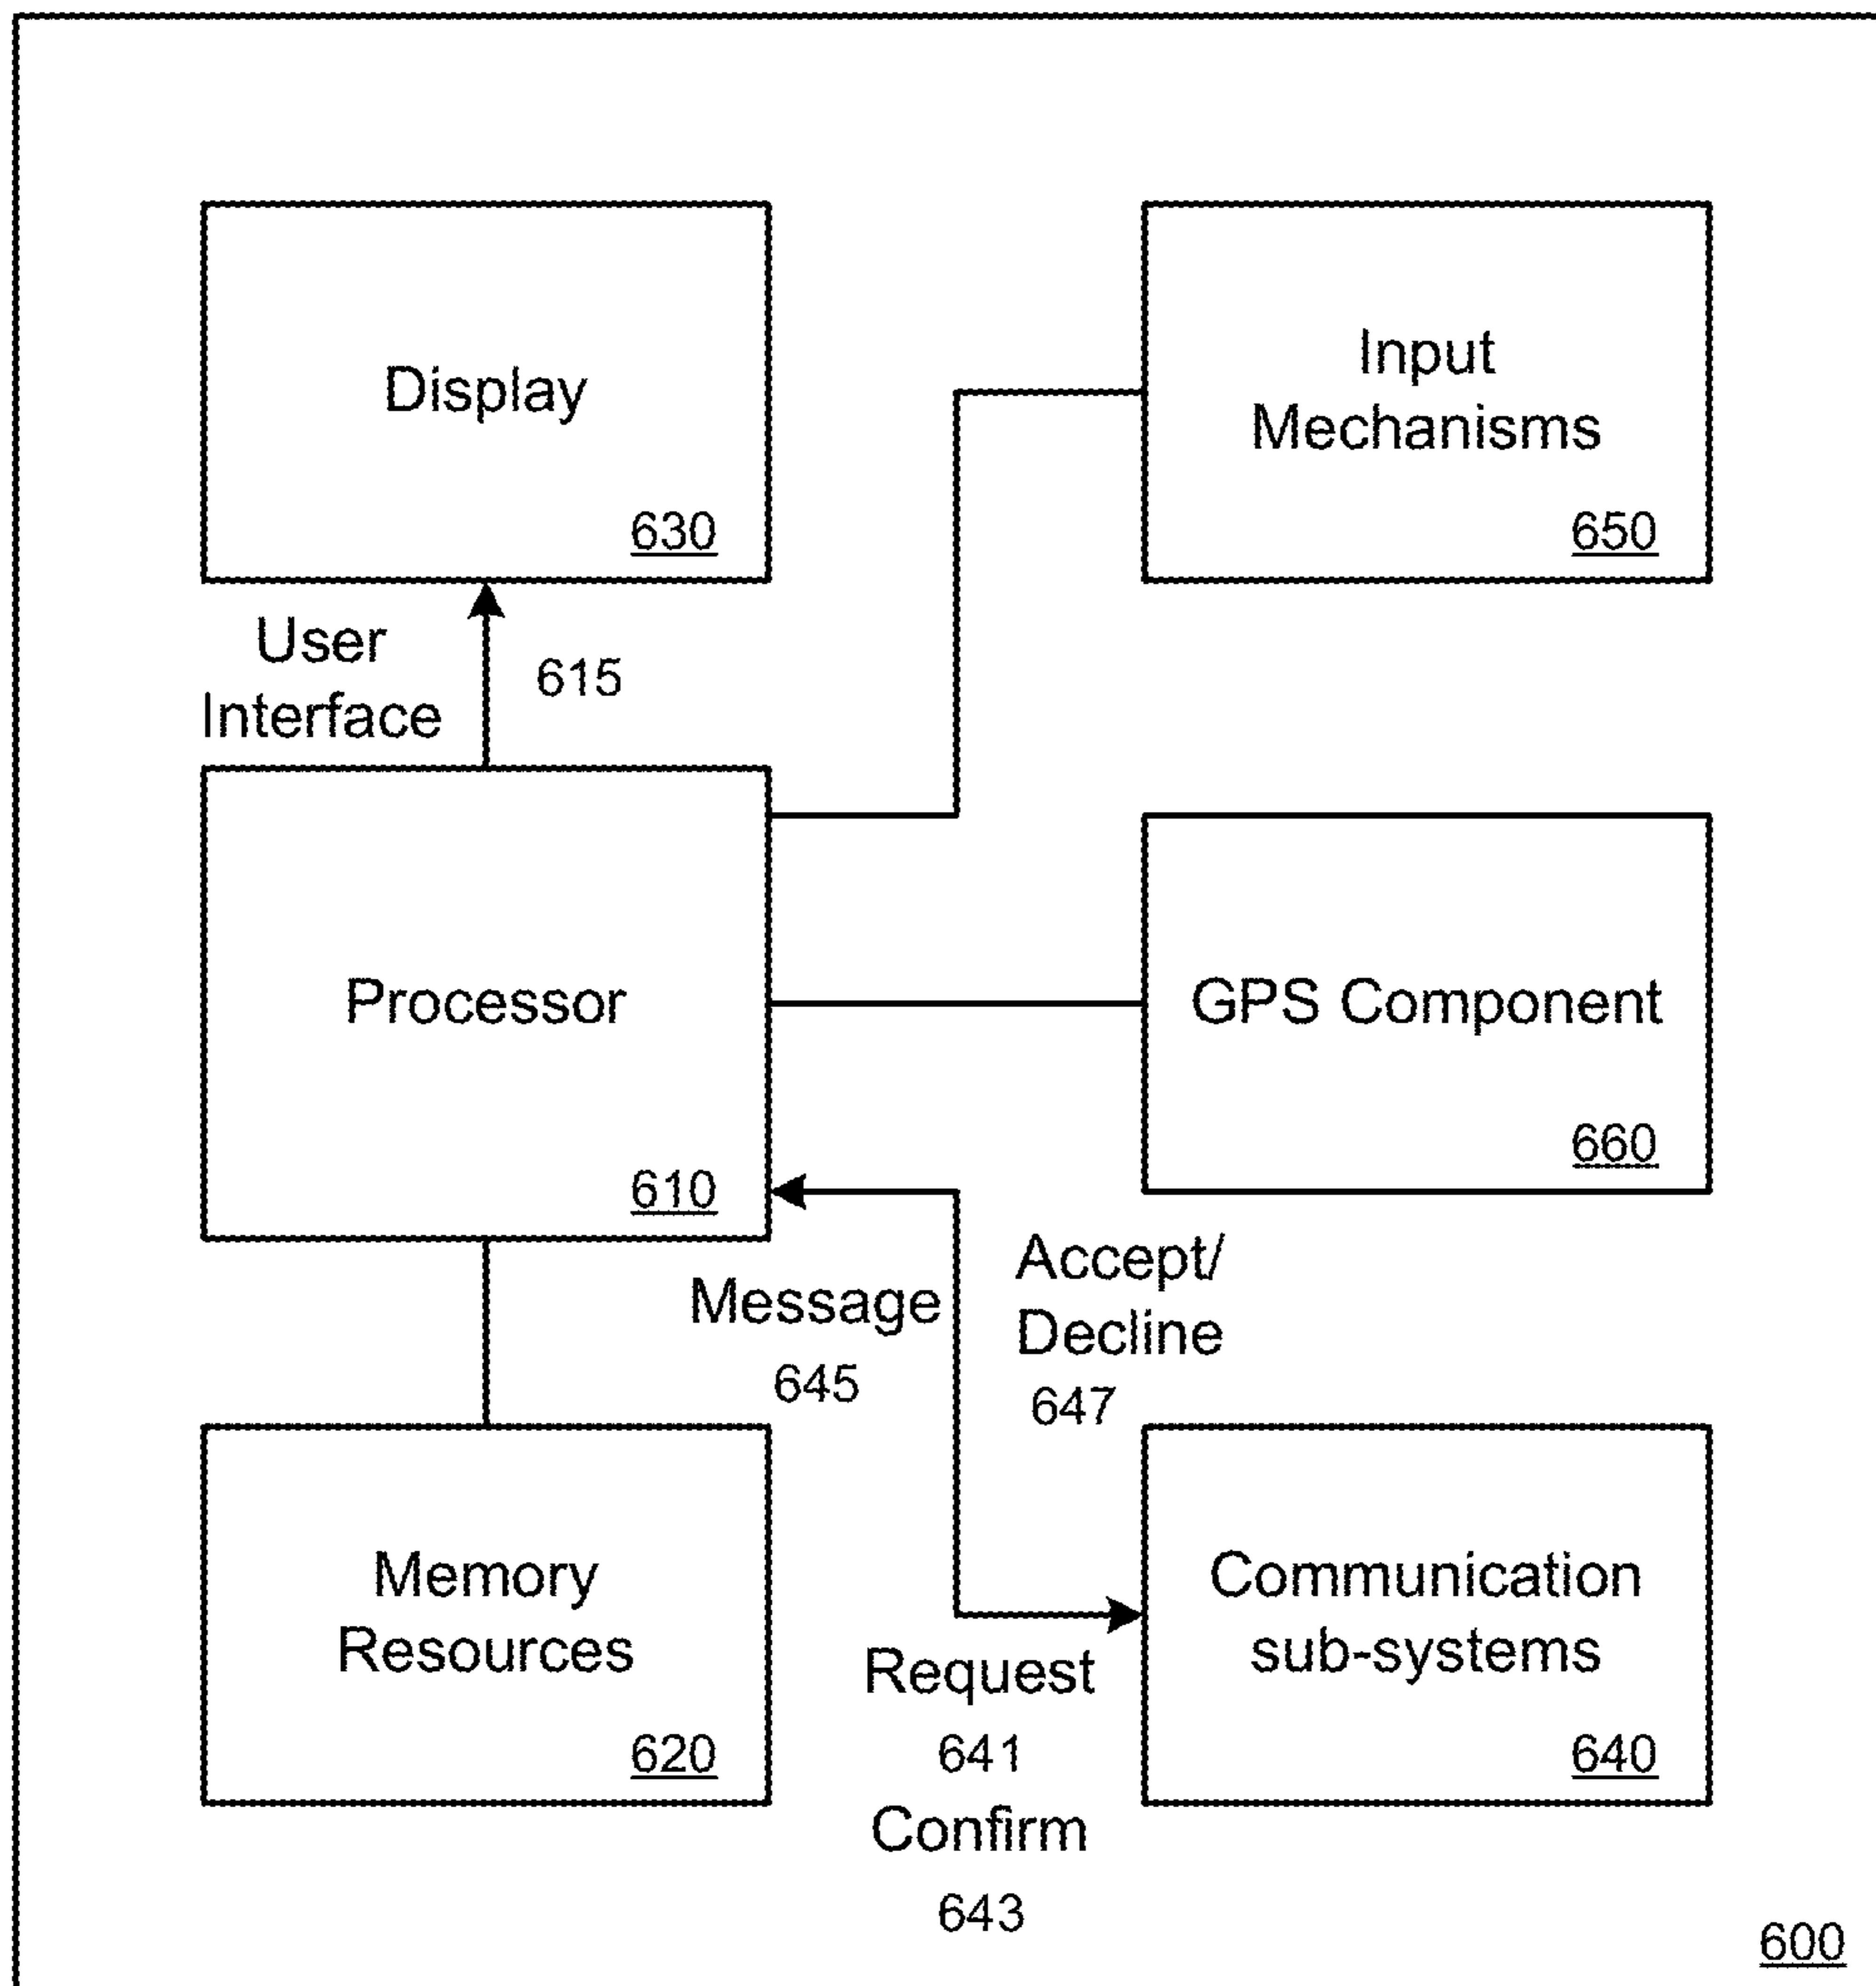 Display
630
Input
Mechanisms
650
User
Interface
615
Processor
610
GPS Component
660
Message
645
Accept/
Decline
647
Memory
Resources
620
Request
641
Confirm
643
Communication
sub-systems
640
600